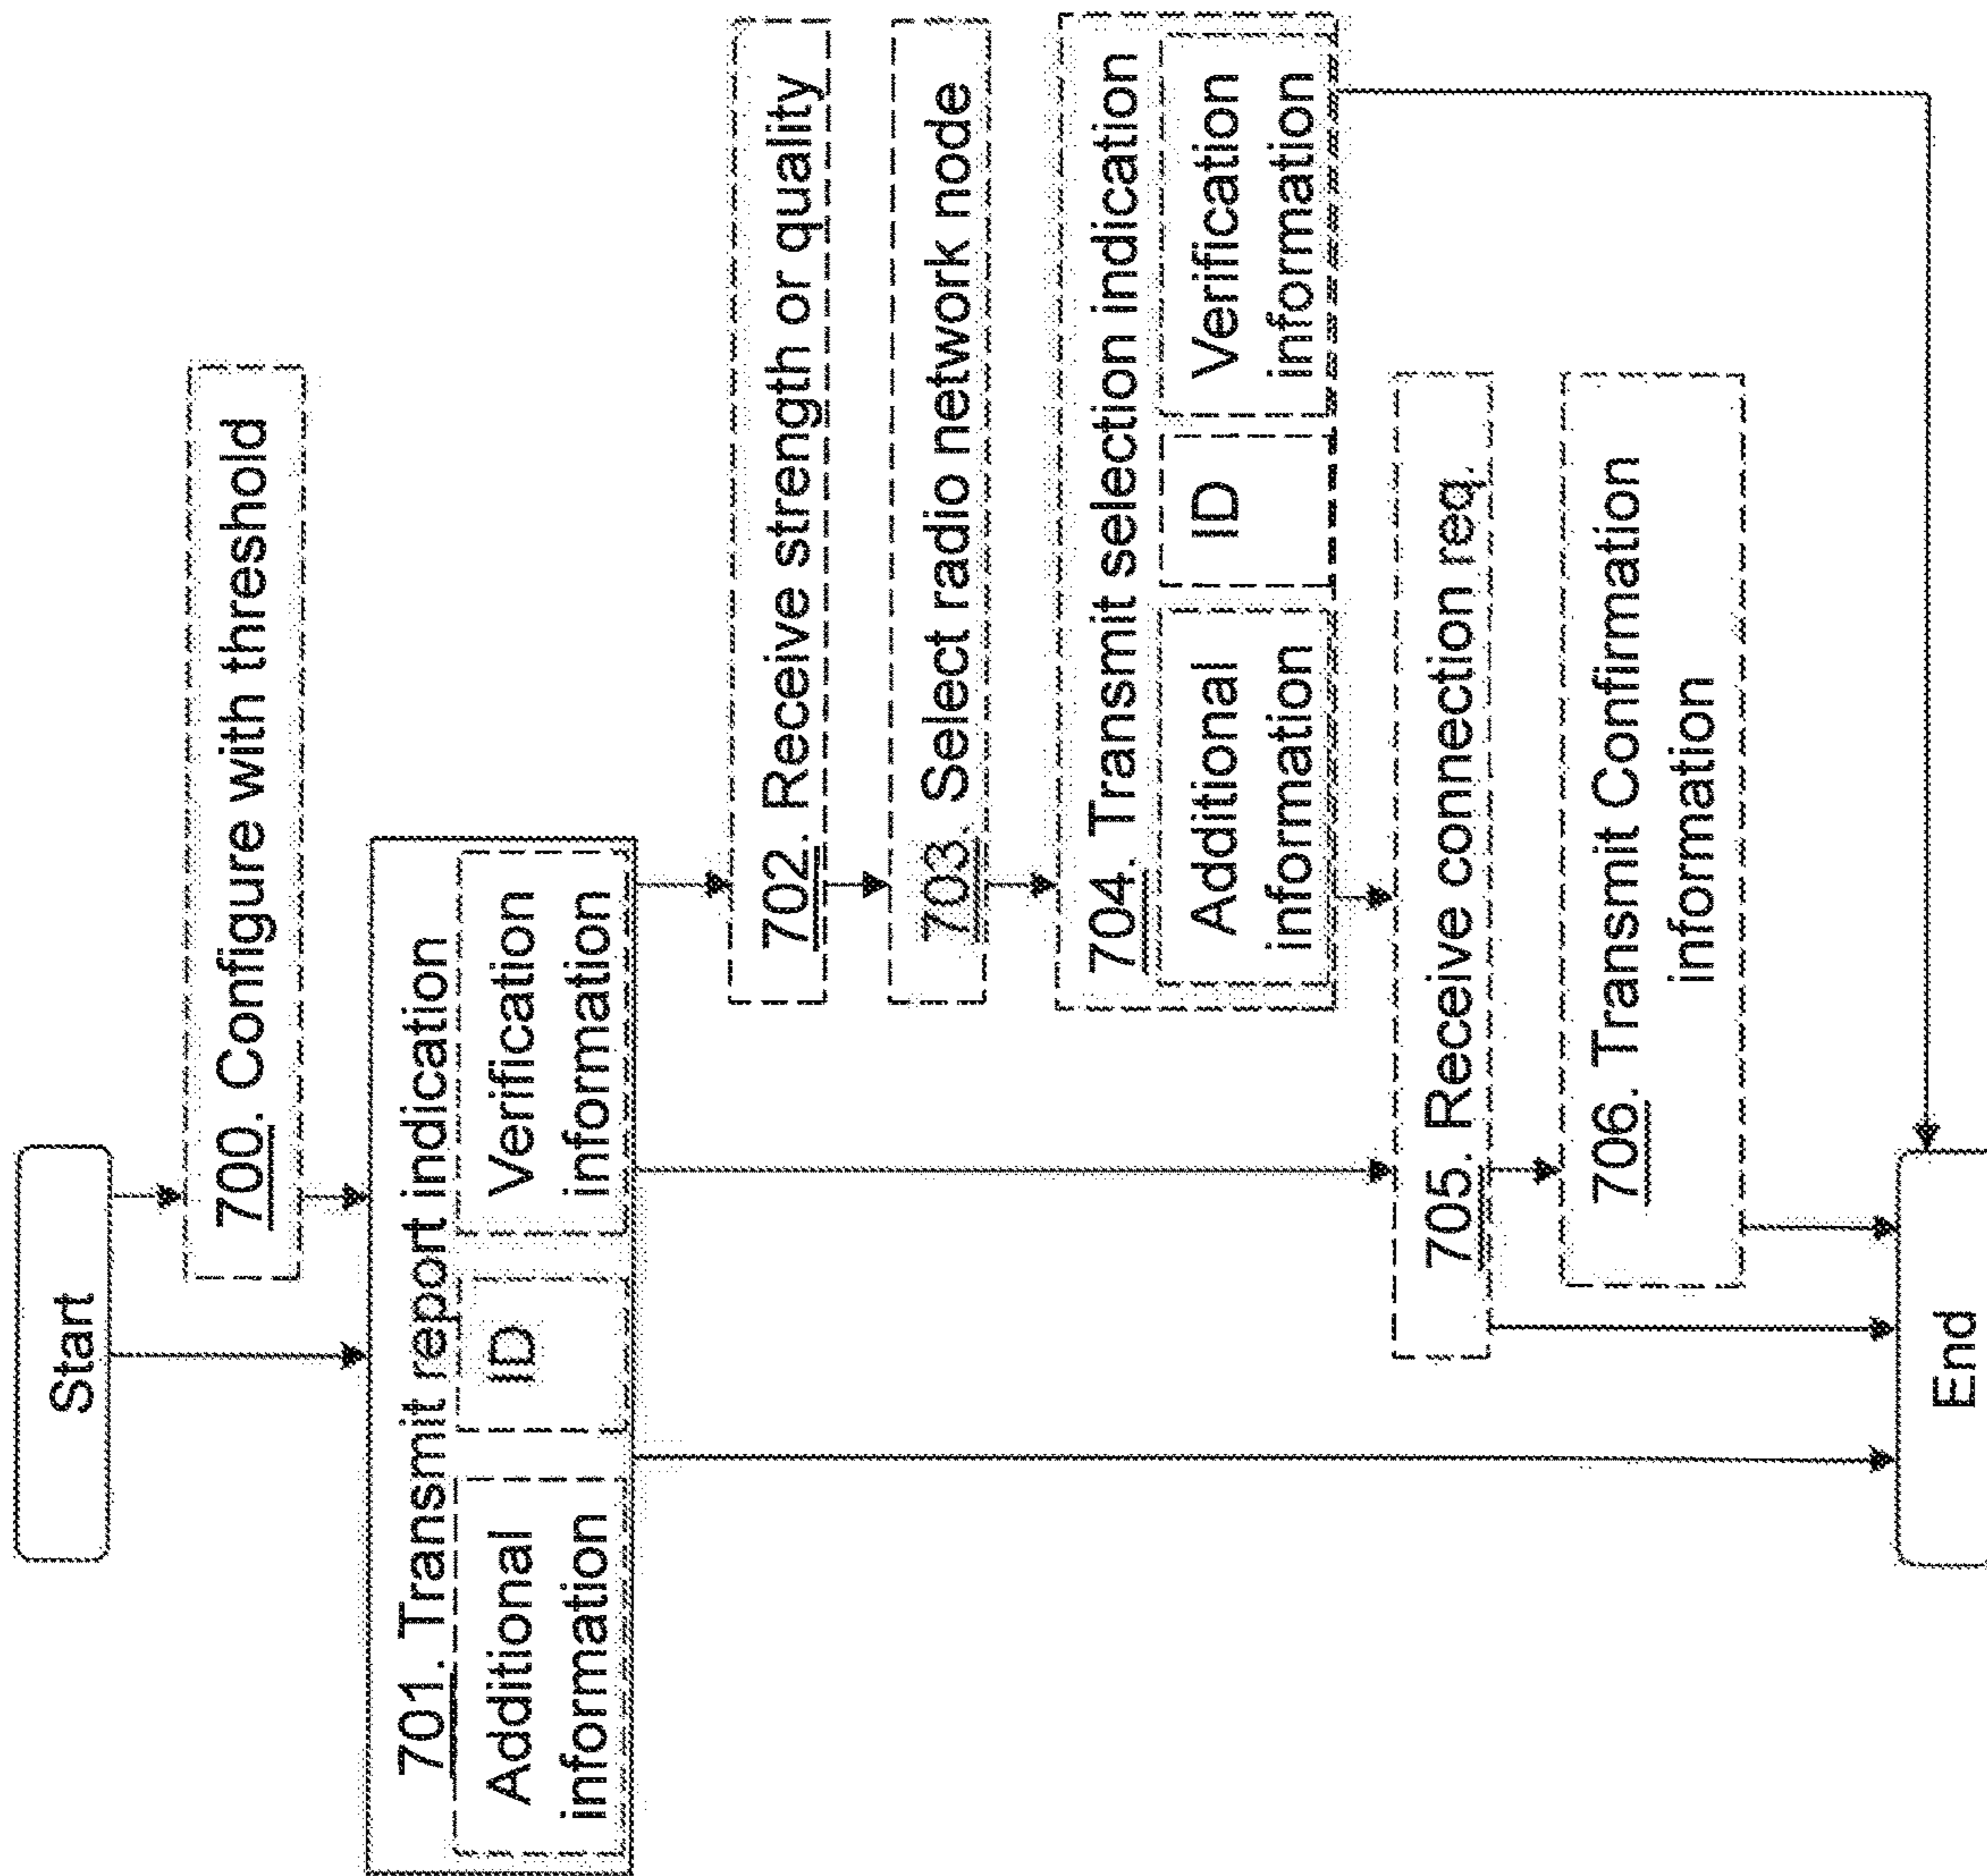 Start
700. Configure with threshold
701. Transmit report indication
Additional
information
ID
Verification
information
702. Receive strength or quality
703. Select radio network node
704. Transmit selection indication
Additional
information
ID
Verification
information
705. Receive connection req.
706. Transmit Confirmation
information
End